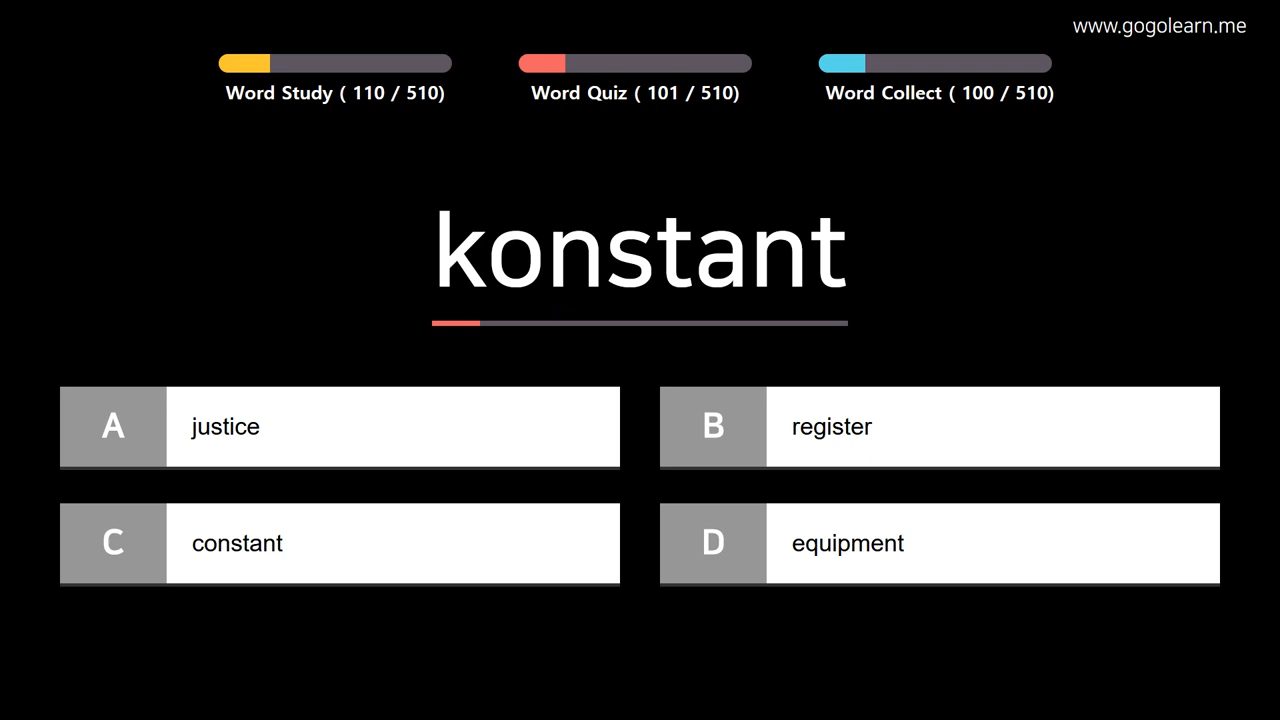 www.gogolearn.me
Word Study ( 110 / 510)
Word Quiz ( 101 / 510)
Word Collect ( 100 / 510)
konstant
A
justice
B
register
C
constant
D
equipment